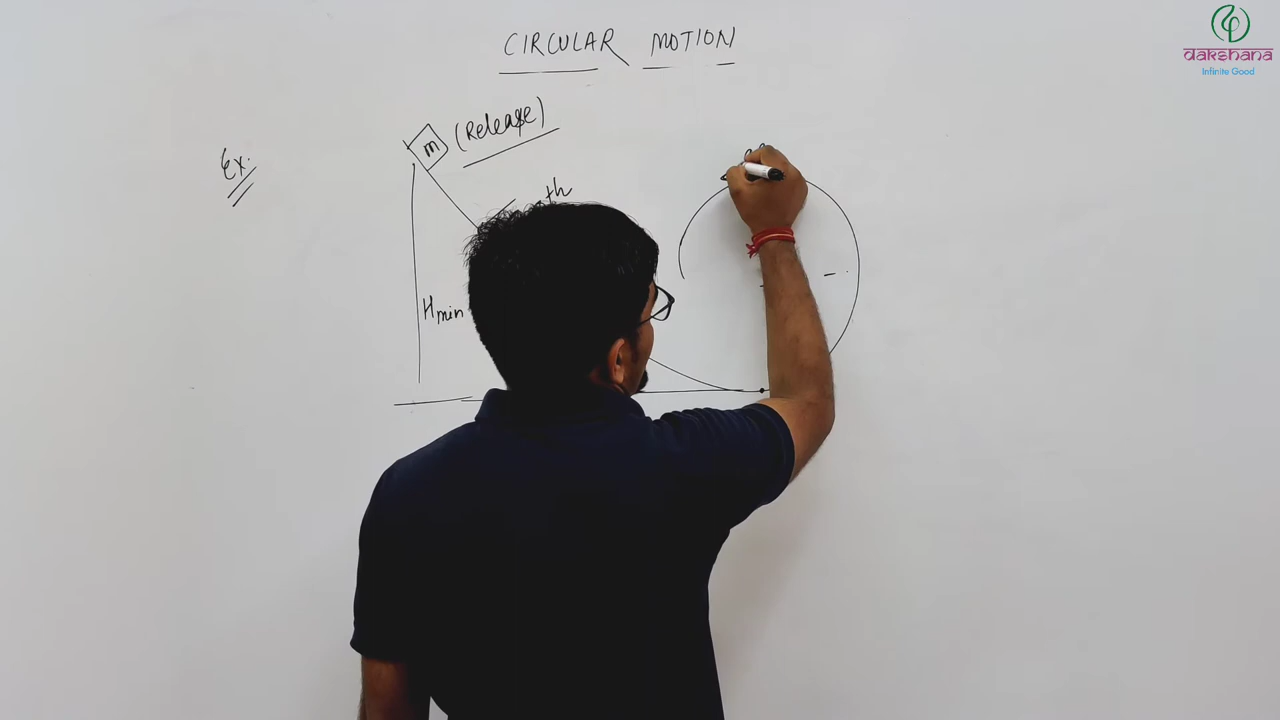 CIRCULAR MOTION
dakshana
Infinite Good
Ex.
m (Release)
Hmin